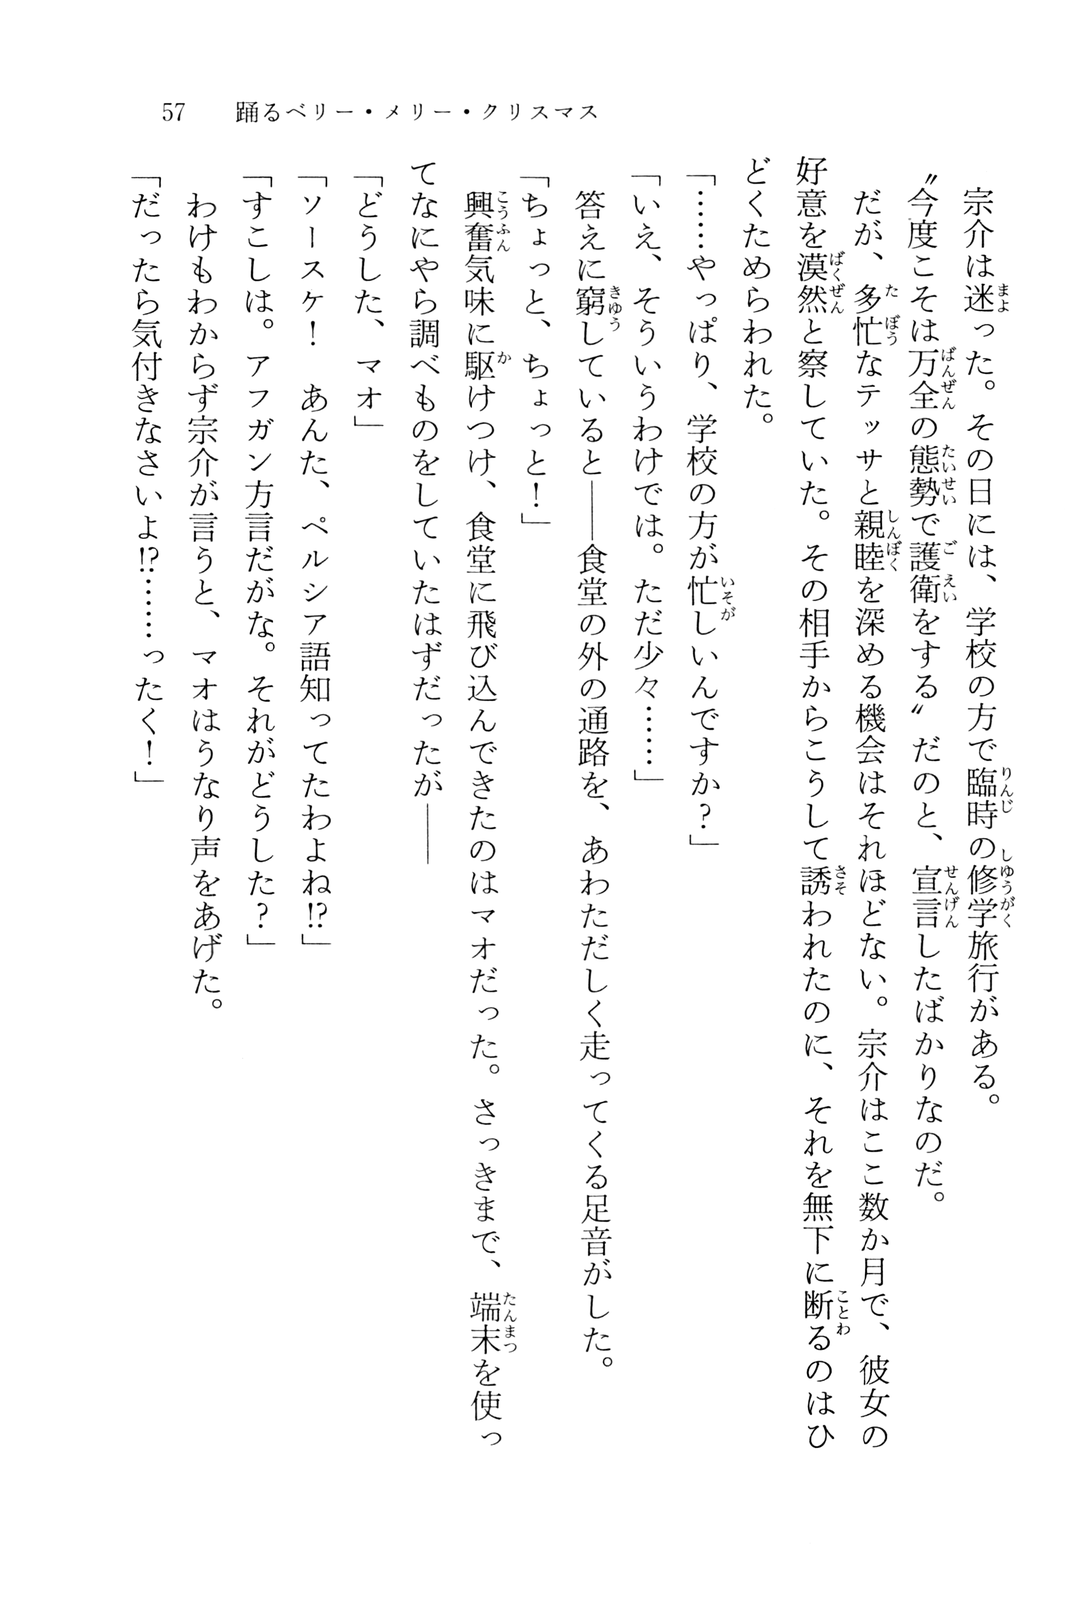 57　踊るベリー・メリー・クリスマス
　宗介は迷った。その日には、学校の方で臨時の修学旅行がある。
〝今度こそは万全の態勢で護衛をする〟だのと、宣言したばかりなのだ。
　だが、多忙なテッサと親睦を深める機会はそれほどない。宗介はここ数か月で、彼女の
好意を漠然と察していた。その相手からこうして誘われたのに、それを無下に断るのはひ
どくためらわれた。
「……やっぱり、学校の方が忙しいんですか？」
「いえ、そういうわけでは。ただ少々……」
　答えに窮していると――食堂の外の通路を、あわただしく走ってくる足音がした。
「ちょっと、ちょっと！」
　興奮気味に駆けつけ、食堂に飛び込んできたのはマオだった。さっきまで、端末を使っ
てなにやら調べものをしていたはずだったが――
「どうした、マオ」
「ソースケ！　あんた、ペルシア語知ってたわよね!?」
「すこしは。アフガン方言だがな。それがどうした？」
　わけもわからず宗介が言うと、マオはうなり声をあげた。
「だったら気付きなさいよ!?……ったく！」